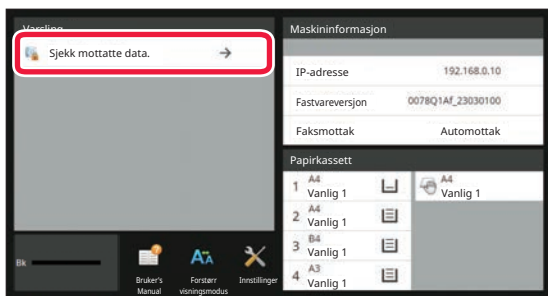 Varsling
Sjekk mottatte data.
Maskininformasjon
IP-adresse 192.168.0.10
Fastvareversjon 0078Q1Af_23030100
Faksmottak Automottak
Papirkassett
1 A4
Vanlig 1
A4
Vanlig 1
2 A4
Vanlig 1
3 B4
Vanlig 1
4 A3
Vanlig 1
Bk
Bruker's
Manual
Forstørr
visningsmodus
Innstillinger